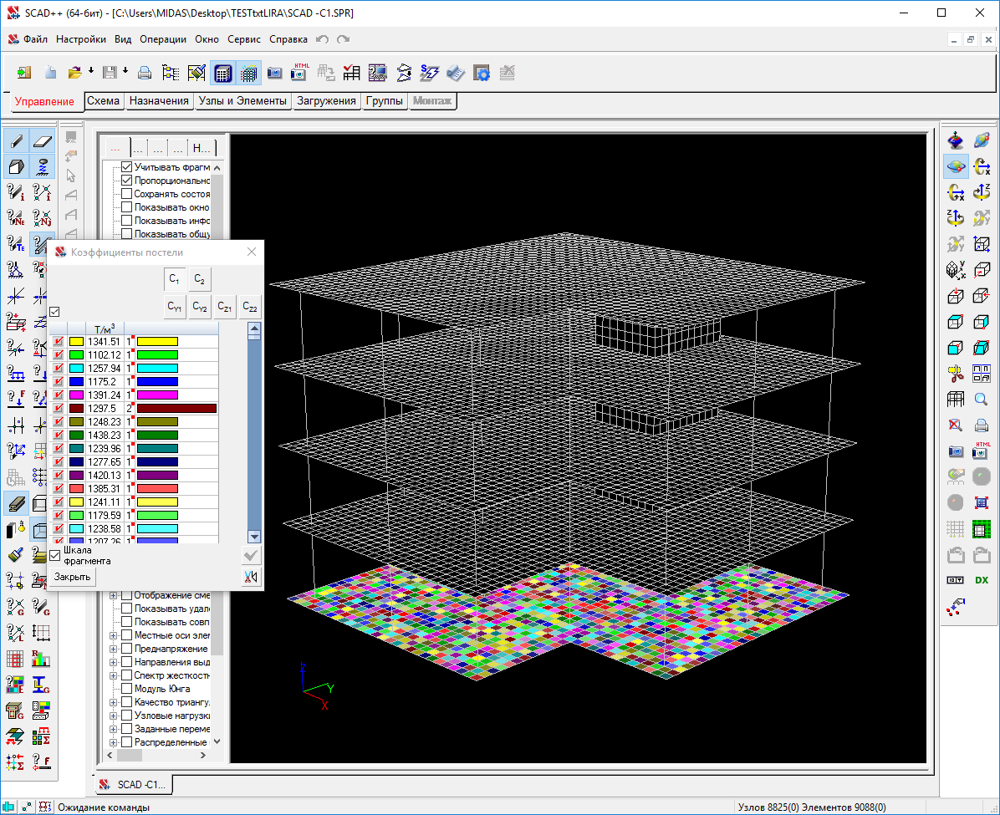 SCAD++ (64-бит) - [C:\Users\MIDAS\Desktop\TESTtxtLIRA\SCAD -C1.SPR]
Файл Настройки Вид Операции Окно Сервис Справка
HTML
Управление Схема Назначения Узлы и Элементы Загружения Группы Монтаж
... ... ... ... Н...
Учитывать фрагм
Пропорционально
Сохранять состоя
Показывать окно
Показывать инфо
Показывать общу
Коэффициенты постели
C1 C2
CY1 CY2 CZ1 CZ2
Т/м3
1341.51 1
1102.12 1
1257.94 1
1175.2 1
1391.24 1
1297.5 2
1248.23 1
1438.23 1
1239.96 1
1277.65 1
1420.13 1
1385.31 1
1241.11 1
1179.59 1
1238.58 1
1207.26 1
Шкала
фрагмента
Закрыть
Отображение сме
Показывать удал
Показывать совп
Местные оси элем
Преднапряжение
Направления выд
Спектр жесткостн
Модуль Юнга
Качество триангу
Узловые нагрузки
Заданные переме
Распределенные
Z
Y
X
HTML
DX
SCAD -C1...
Ожидание команды
Узлов 8825(0) Элементов 9088(0)